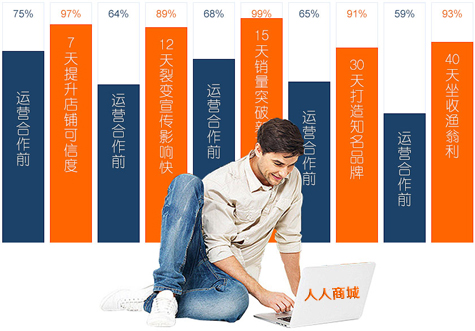 75%
97%
64%
89%
68%
99%
65%
91%
59%
93%
运营合作前
7天提升店铺可信度
运营合作前
12天裂变宣传影响快
运营合作前
15天销量突破
运营合作前
30天打造知名品牌
运营合作前
40天坐收渔翁利
人人商城